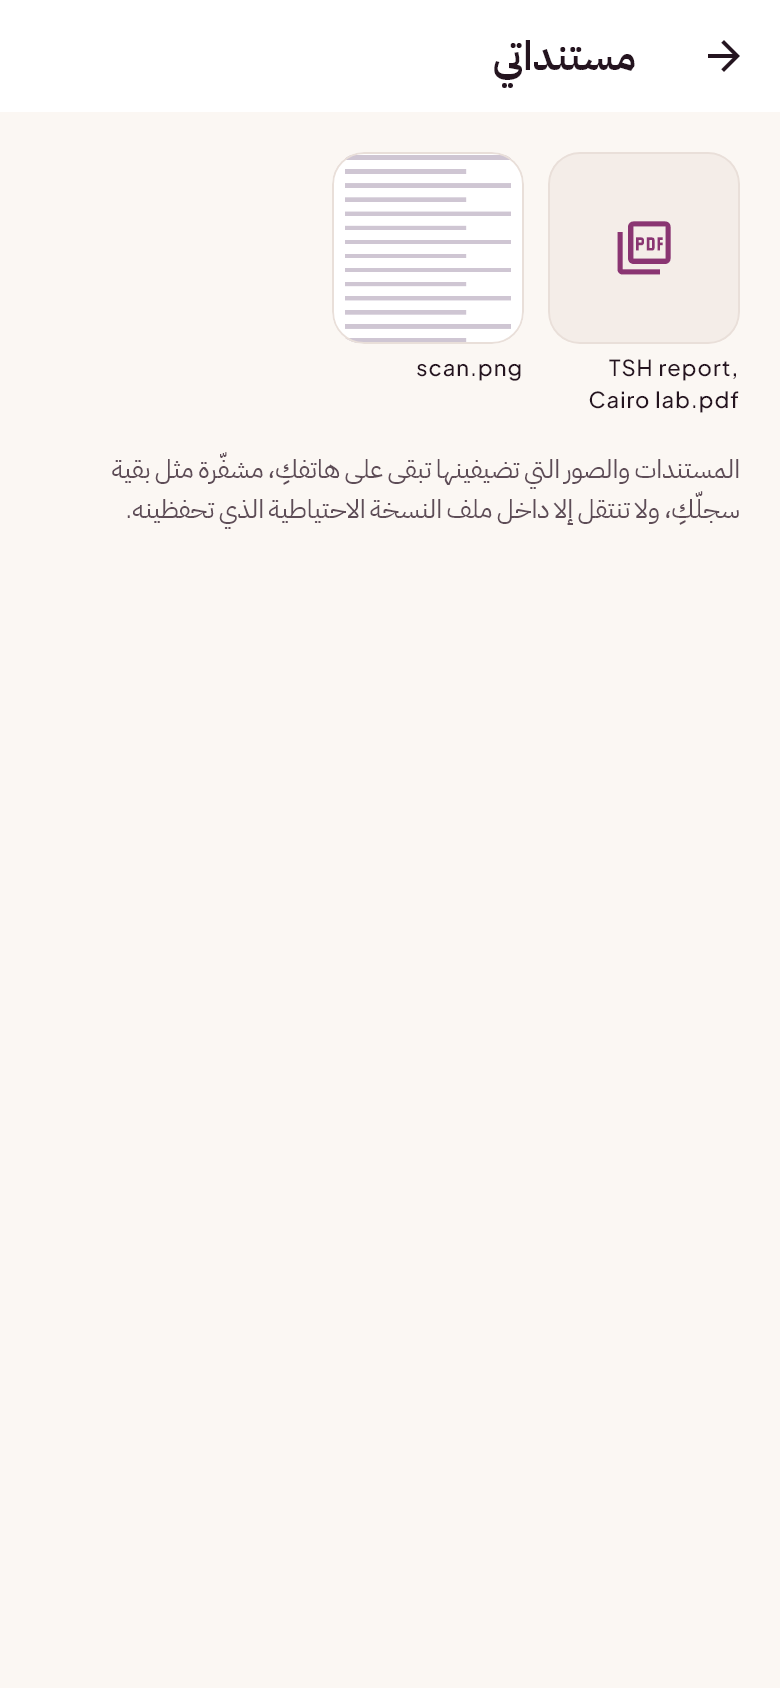 مستنداتي
PDF
TSH report,
Cairo lab.pdf
scan.png
المستندات والصور التي تضيفينها تبقى على هاتفكِ، مشفّرة مثل بقية
سجلّكِ، ولا تنتقل إلا داخل ملف النسخة الاحتياطية الذي تحفظينه.